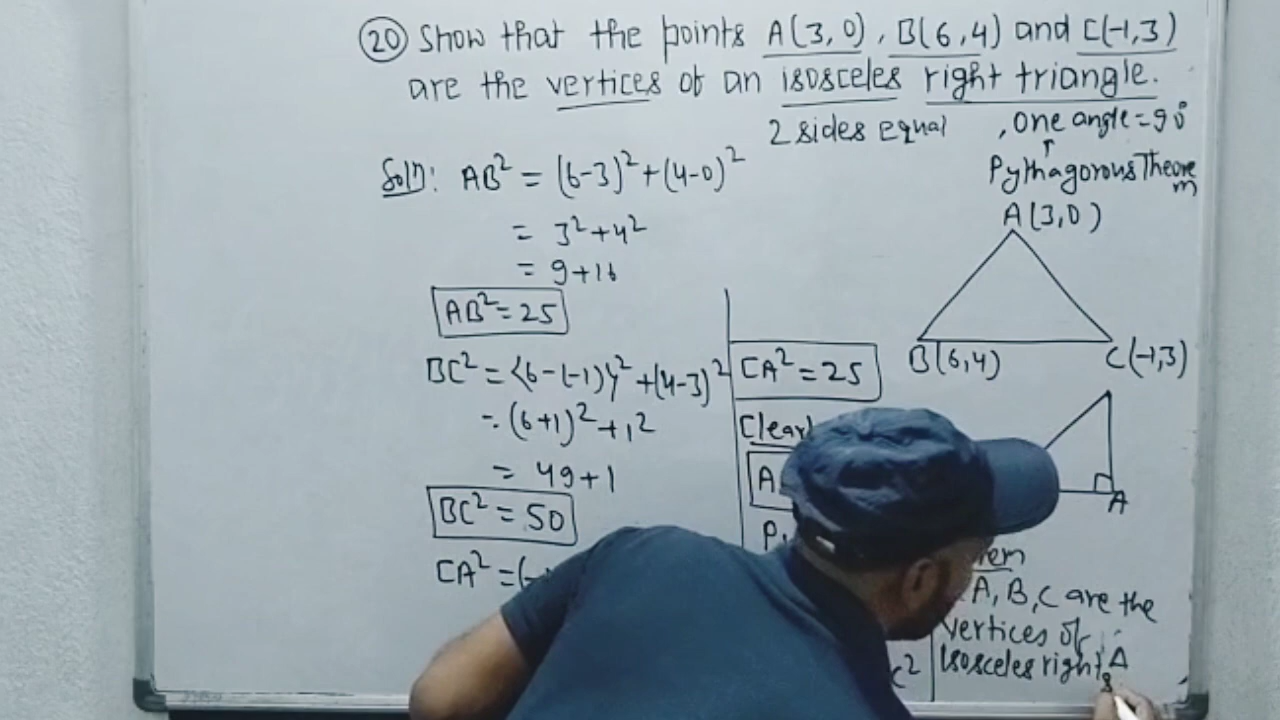 20 Show that the points A(3,0), B(6,4) and C(-1,3)
are the vertices of an isosceles right triangle.
2 sides equal , One angle = 90°
↑
Pythagorous Theorem
Soln: AB² = (6-3)² + (4-0)²
= 3² + 4²
= 9 + 16
AB² = 25
BC² = {6-(-1)}² + (4-3)²
= (6+1)² + 1²
= 49 + 1
BC² = 50
CA² = (-
CA² = 25
A
A(3,0)
B(6,4) C(-1,3)
A
A, B, C are the
vertices of
isosceles right Δ